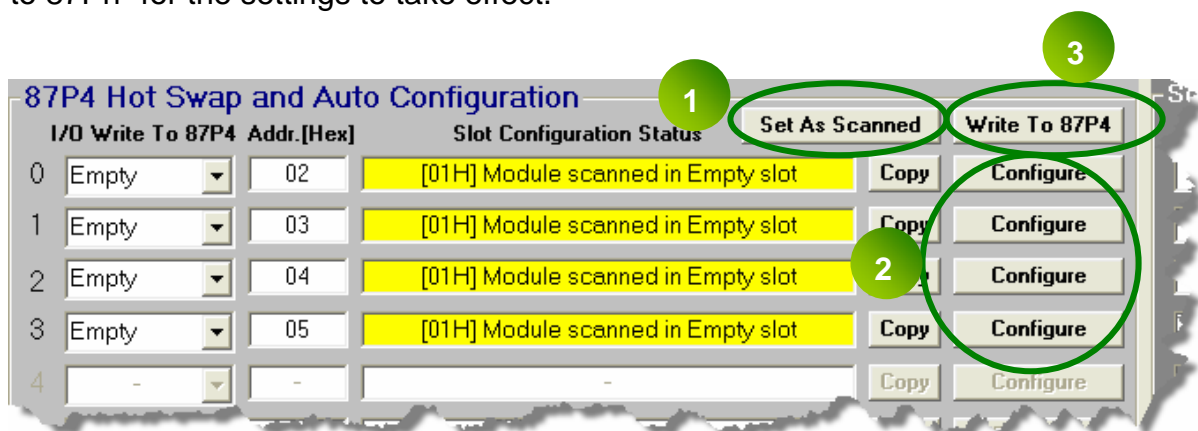 to 87Pn" for the settings to take effect.
3
87P4 Hot Swap and Auto Configuration
1
I/O Write To 87P4 Addr.[Hex] Slot Configuration Status Set As Scanned Write To 87P4
0 Empty 02 [01H] Module scanned in Empty slot Copy Configure
1 Empty 03 [01H] Module scanned in Empty slot Copy Configure
2 Empty 04 [01H] Module scanned in Empty slot 2 Configure
3 Empty 05 [01H] Module scanned in Empty slot Copy Configure
4 - - - Copy Configure